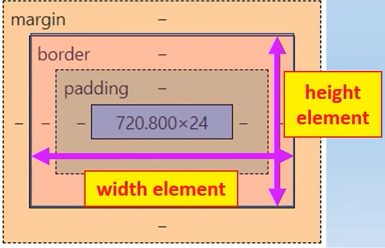 margin –
border –
height
element
padding –
– – – 720.800×24 – – –
width element
–